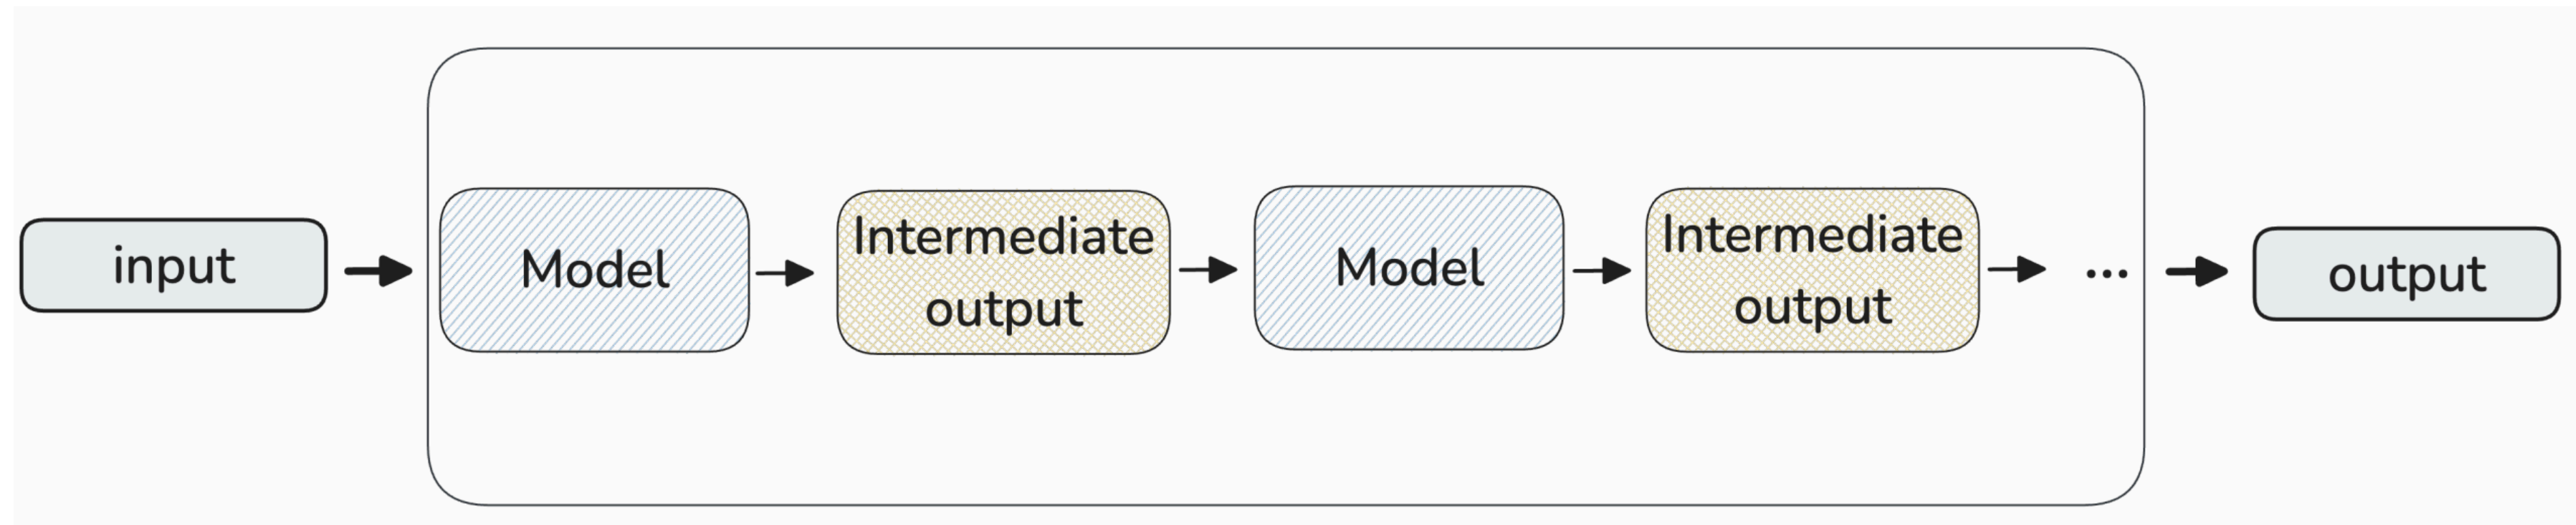 input
Model
Intermediate
output
Model
Intermediate
output
...
output